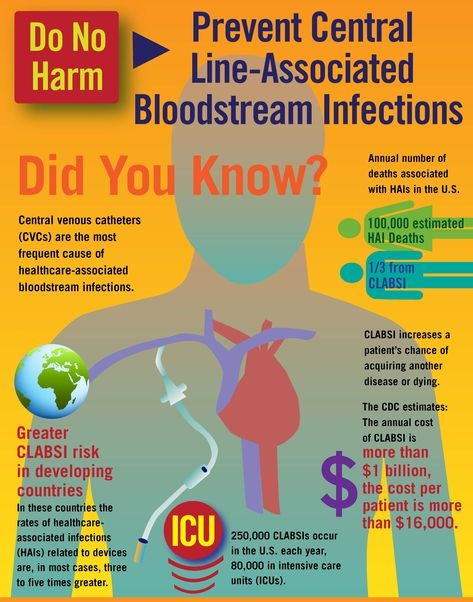 Do No
Harm
Prevent Central
Line-Associated
Bloodstream Infections
Did You Know?
Central venous catheters
(CVCs) are the most
frequent cause of
healthcare-associated
bloodstream infections.
Annual number of
deaths associated
with HAIs in the U.S.
100,000 estimated
HAI Deaths
1/3 from
CLABSI
CLABSI increases a
patient's chance of
acquiring another
disease or dying.
The CDC estimates:
The annual cost
of CLABSI is
$ more than
$1 billion,
the cost per
patient is more
than $16,000.
Greater
CLABSI risk
in developing
countries
In these countries the
rates of healthcare-
associated infections
(HAIs) related to devices
are, in most cases, three
to five times greater.
ICU
250,000 CLABSIs occur
in the U.S. each year,
80,000 in intensive care
units (ICUs).